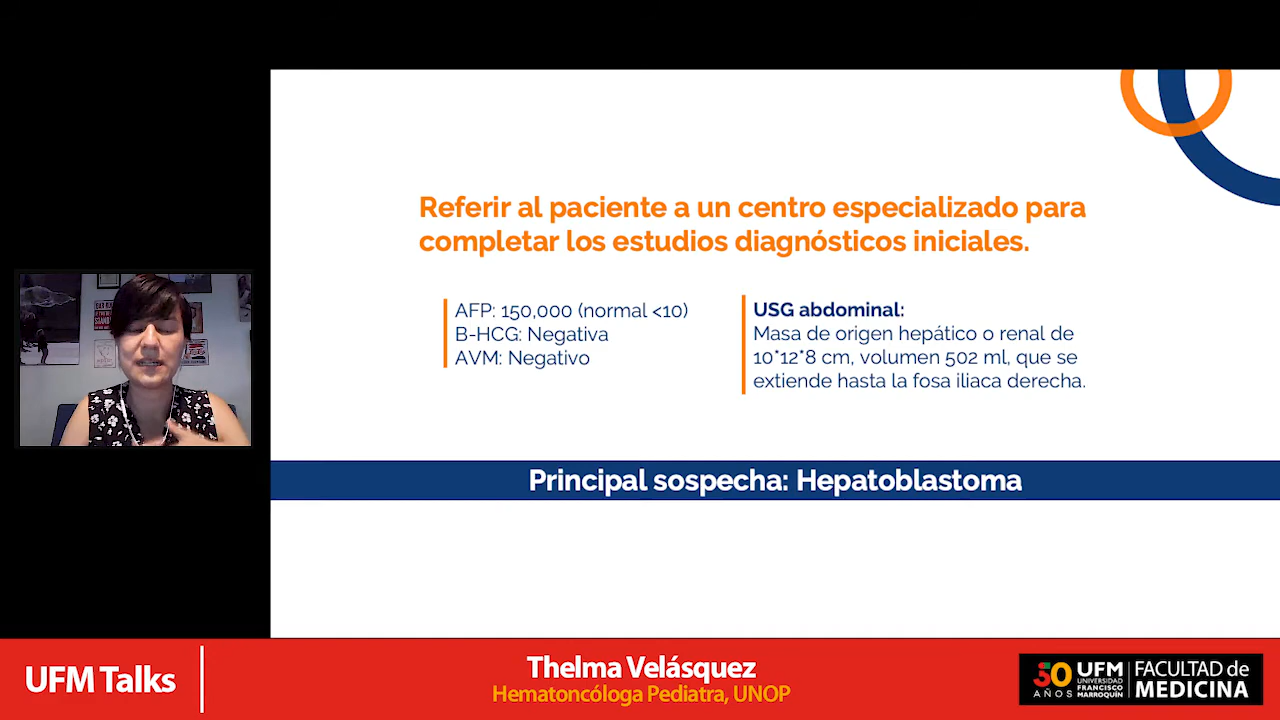 Referir al paciente a un centro especializado para
completar los estudios diagnósticos iniciales.
AFP: 150,000 (normal <10)
B-HCG: Negativa
AVM: Negativo
USG abdominal:
Masa de origen hepático o renal de
10*12*8 cm, volumen 502 ml, que se
extiende hasta la fosa iliaca derecha.
Principal sospecha: Hepatoblastoma
UFM Talks
Thelma Velásquez
Hematoncóloga Pediatra, UNOP
50
AÑOS
UFM
UNIVERSIDAD
FRANCISCO
MARROQUÍN
FACULTAD de
MEDICINA